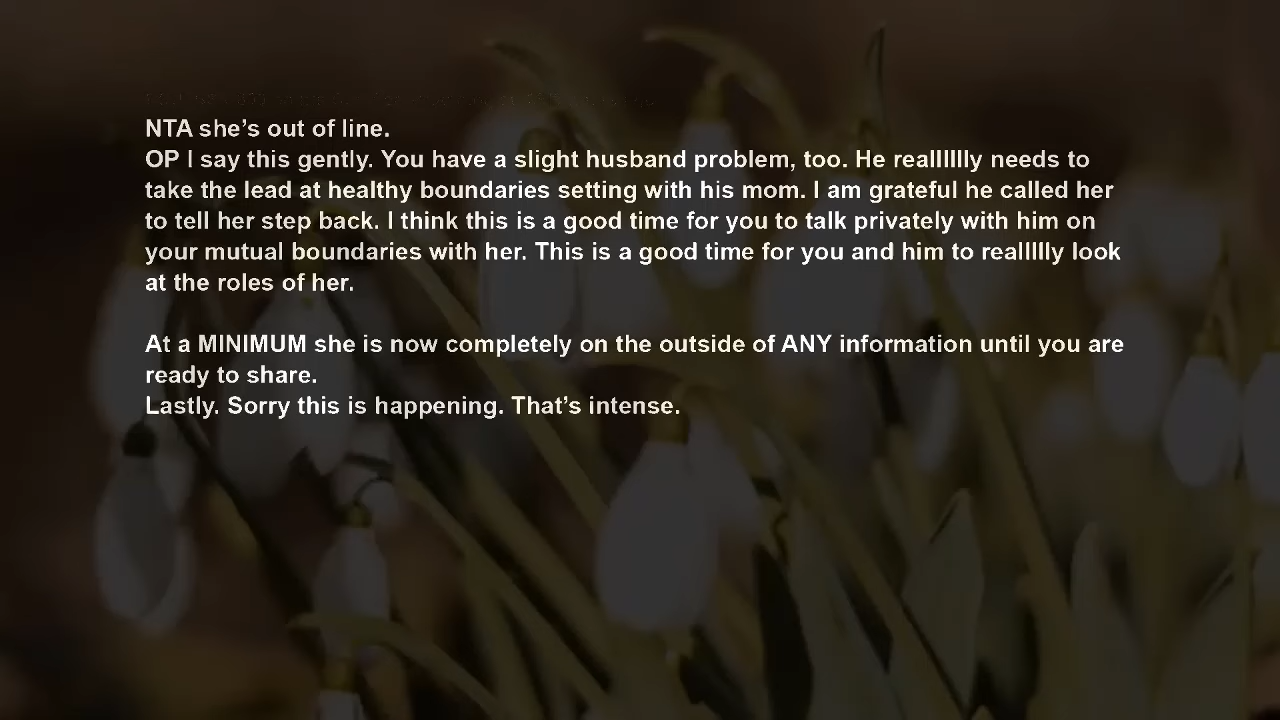 NTA she’s out of line.
OP I say this gently. You have a slight husband problem, too. He realllllly needs to
take the lead at healthy boundaries setting with his mom. I am grateful he called her
to tell her step back. I think this is a good time for you to talk privately with him on
your mutual boundaries with her. This is a good time for you and him to reallllly look
at the roles of her.
At a MINIMUM she is now completely on the outside of ANY information until you are
ready to share.
Lastly. Sorry this is happening. That’s intense.